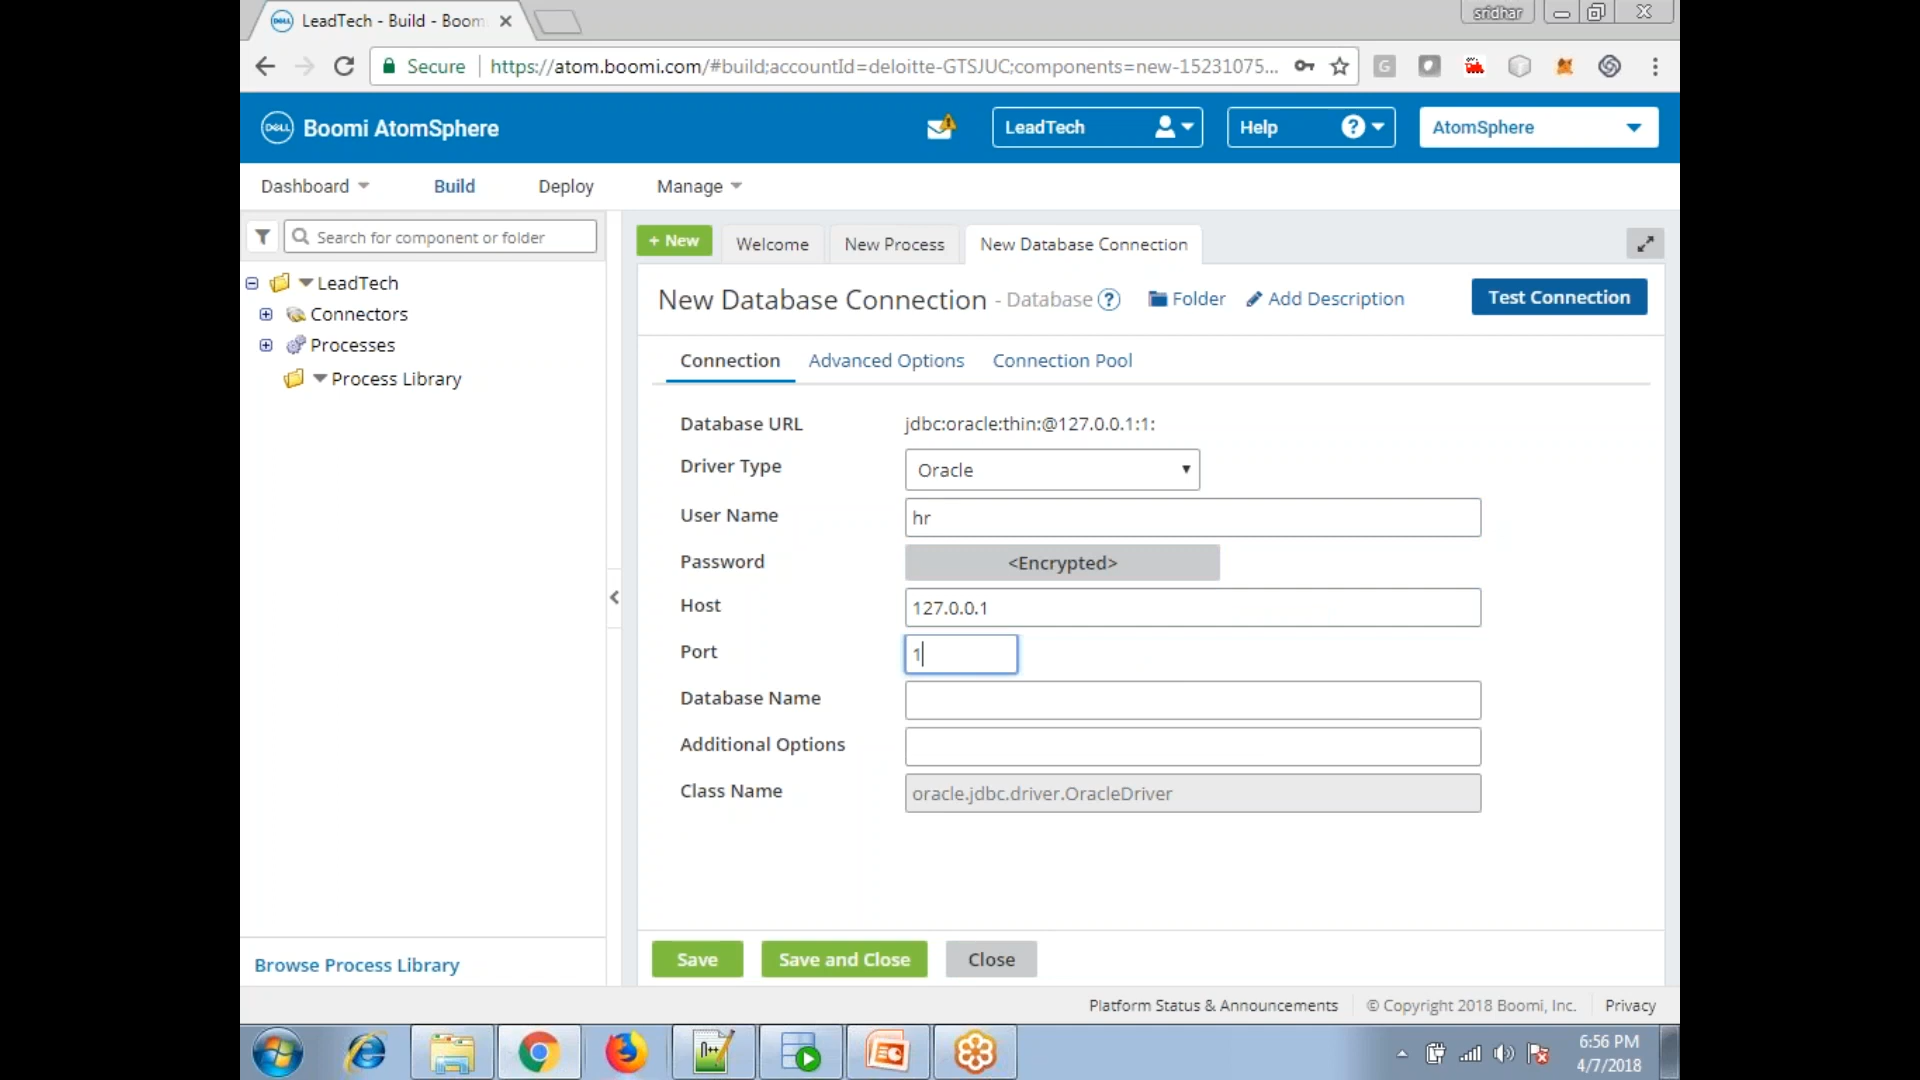 LeadTech - Build - Boom
sridhar
Secure https://atom.boomi.com/#build;accountId=deloitte-GTSJUC;components=new-15231075...
G
DELL Boomi AtomSphere
LeadTech
Help ?
AtomSphere
Dashboard
Build
Deploy
Manage
Search for component or folder
+ New
Welcome
New Process
New Database Connection
LeadTech
Connectors
Processes
Process Library
New Database Connection - Database ?
Folder
Add Description
Test Connection
Connection
Advanced Options
Connection Pool
Database URL jdbc:oracle:thin:@127.0.0.1:1:
Driver Type Oracle
User Name hr
Password <Encrypted>
Host 127.0.0.1
Port 1
Database Name
Additional Options
Class Name oracle.jdbc.driver.OracleDriver
Save
Save and Close
Close
Browse Process Library
Platform Status & Announcements
© Copyright 2018 Boomi, Inc.
Privacy
6:56 PM
4/7/2018